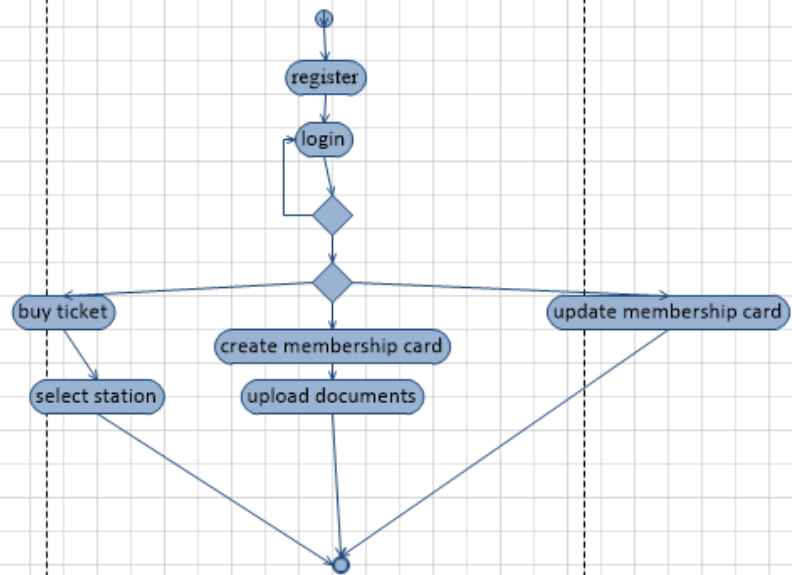 register
login
buy ticket
update membership card
create membership card
select station
upload documents